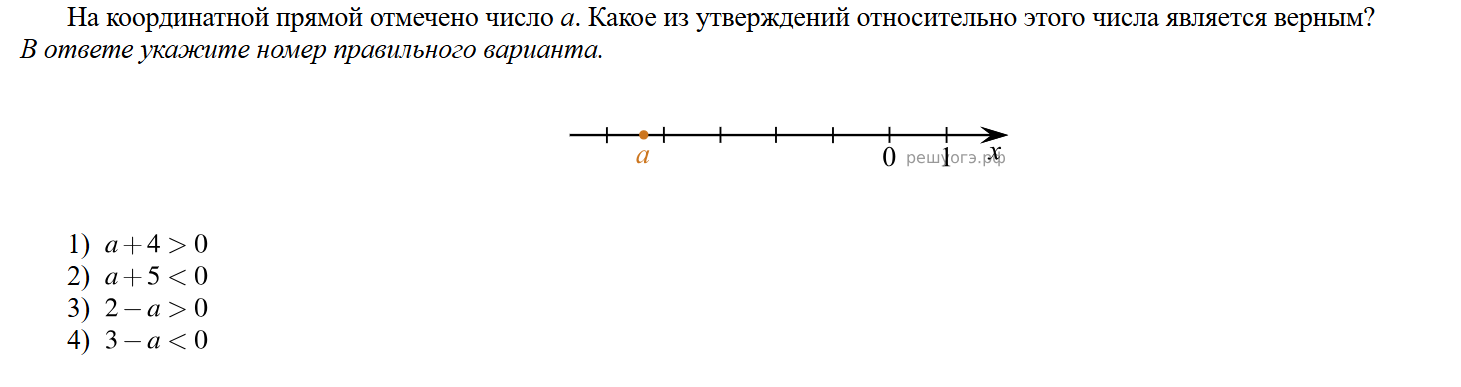 На координатной прямой отмечено число a. Какое из утверждений относительно этого числа является верным?
В ответе укажите номер правильного варианта.
a 0 решуогэ.рф 1 x
1) a + 4 > 0
2) a + 5 < 0
3) 2 − a > 0
4) 3 − a < 0